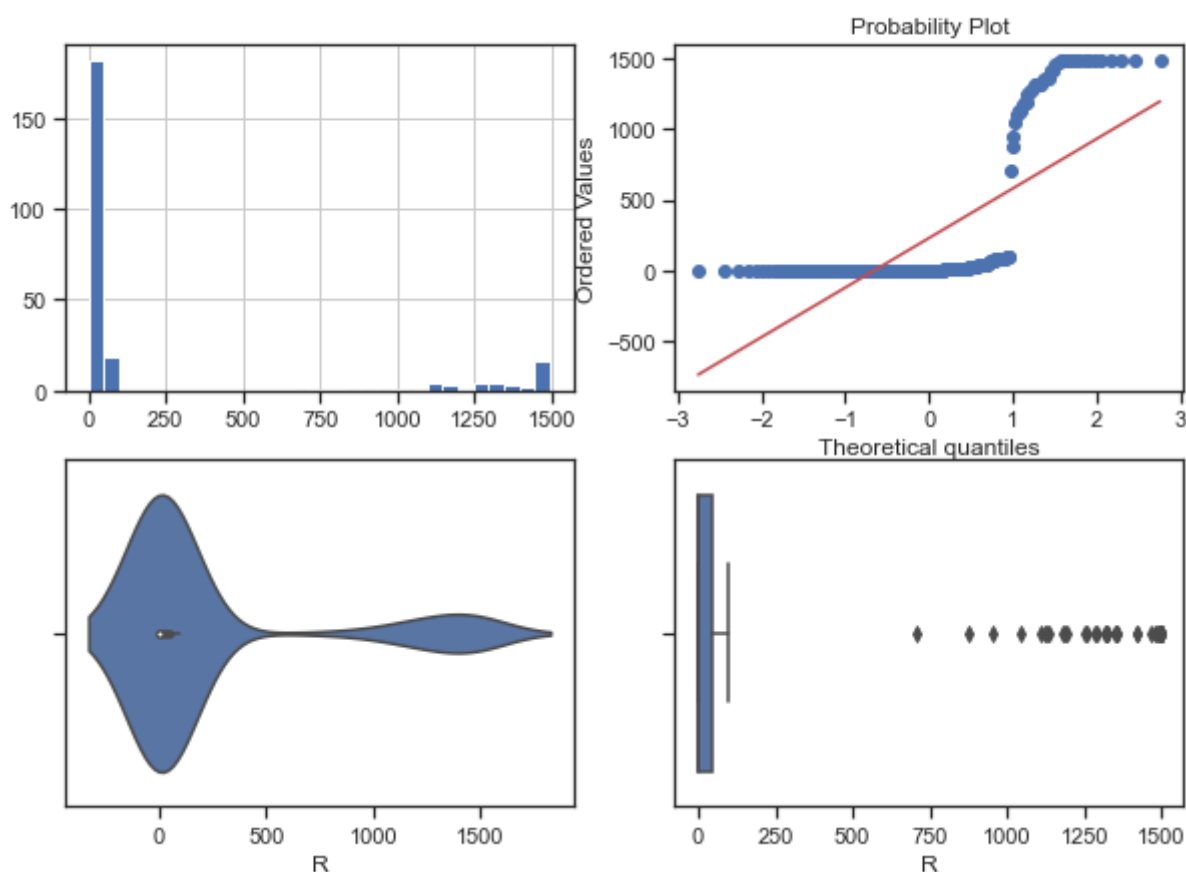 Probability Plot
150
100
50
0
0 250 500 750 1000 1250 1500
Ordered Values
1500
1000
500
0
−500
−3 −2 −1 0 1 2 3
Theoretical quantiles
0 500 1000 1500
R
0 250 500 750 1000 1250 1500
R